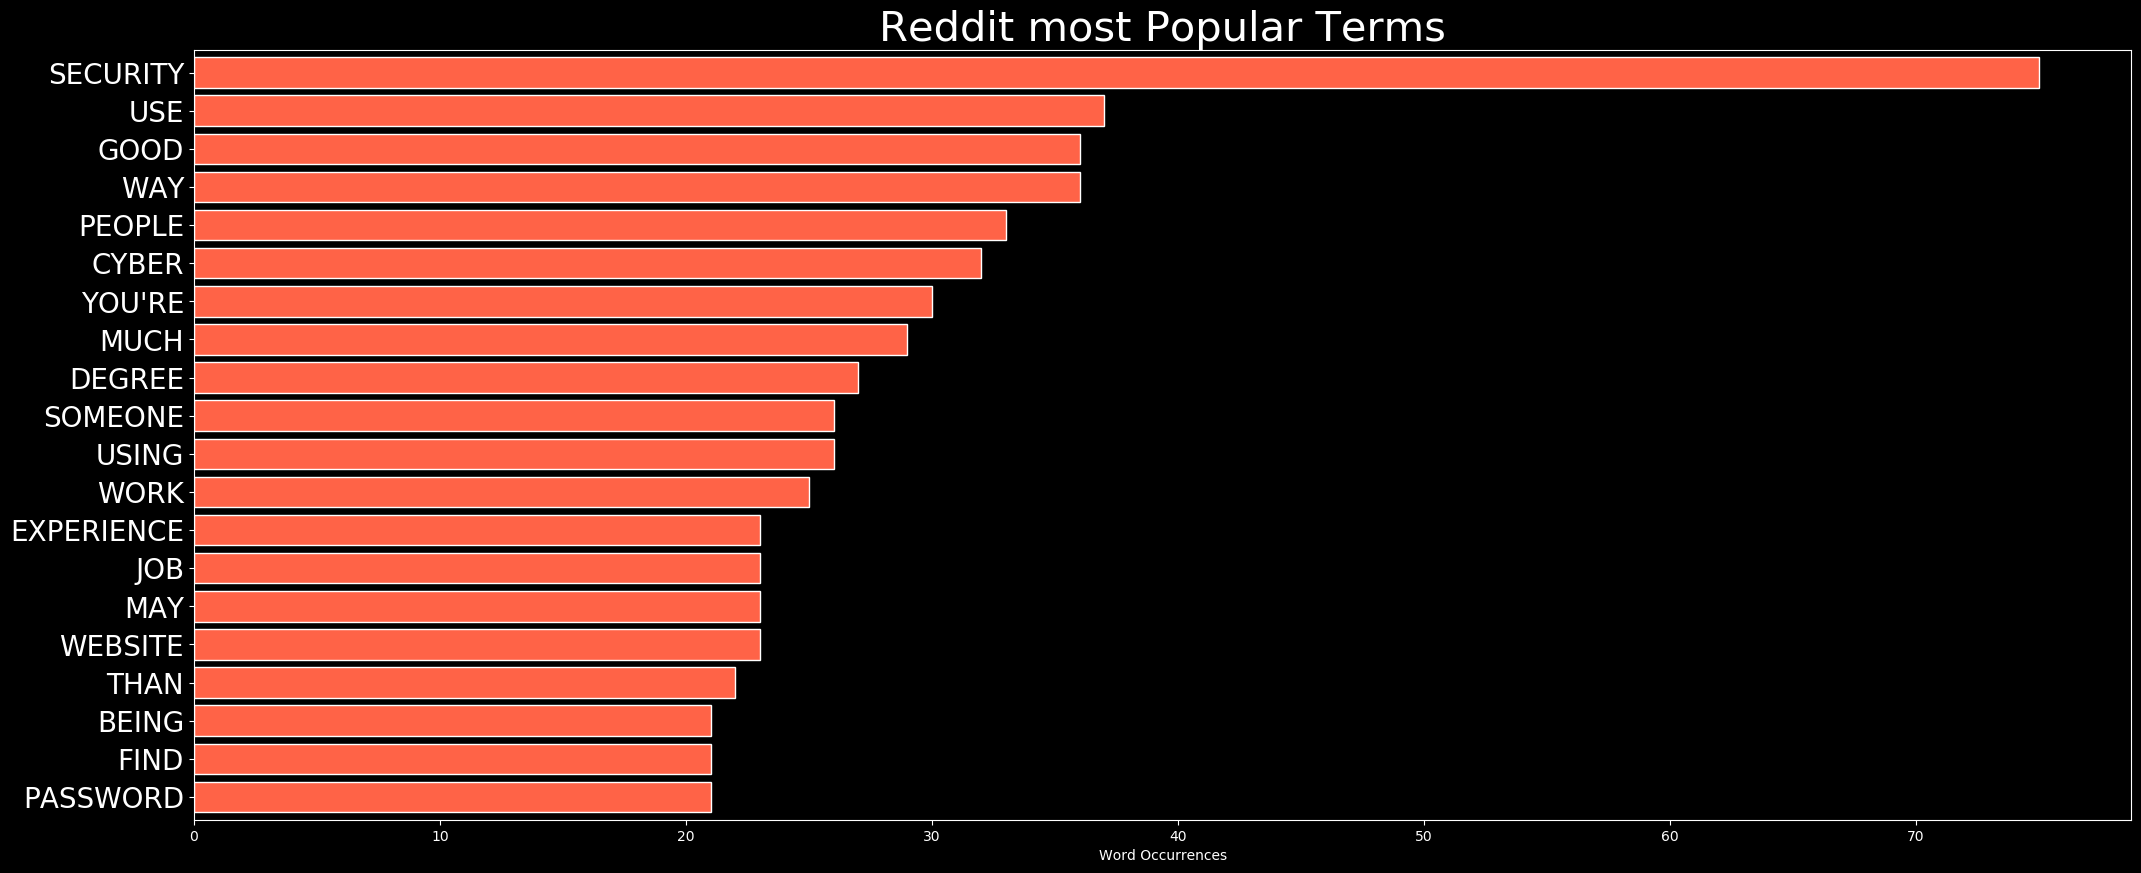 Reddit most Popular Terms
SECURITY
USE
GOOD
WAY
PEOPLE
CYBER
YOU'RE
MUCH
DEGREE
SOMEONE
USING
WORK
EXPERIENCE
JOB
MAY
WEBSITE
THAN
BEING
FIND
PASSWORD
0 10 20 30 40 50 60 70
Word Occurrences